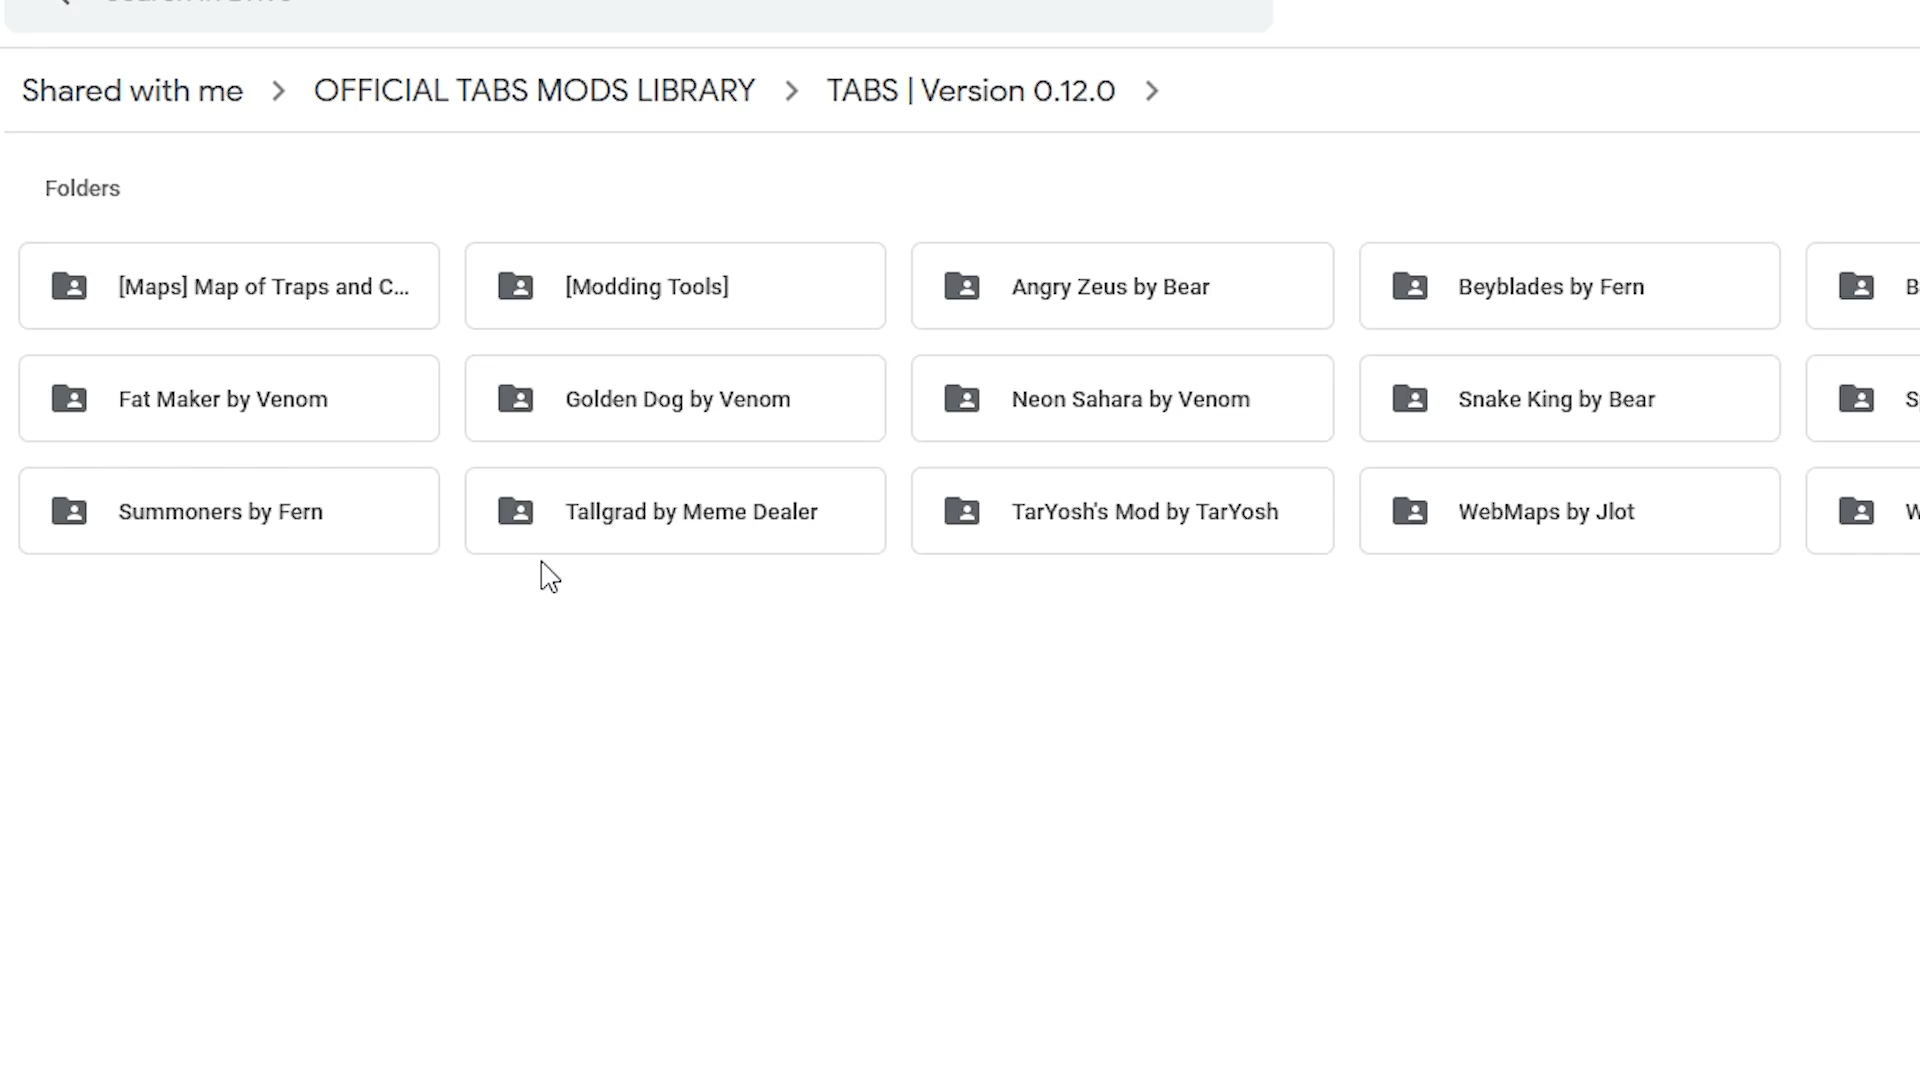 Shared with me > OFFICIAL TABS MODS LIBRARY > TABS | Version 0.12.0 >
Folders
[Maps] Map of Traps and C... [Modding Tools] Angry Zeus by Bear Beyblades by Fern B
Fat Maker by Venom Golden Dog by Venom Neon Sahara by Venom Snake King by Bear S
Summoners by Fern Tallgrad by Meme Dealer TarYosh's Mod by TarYosh WebMaps by Jlot W